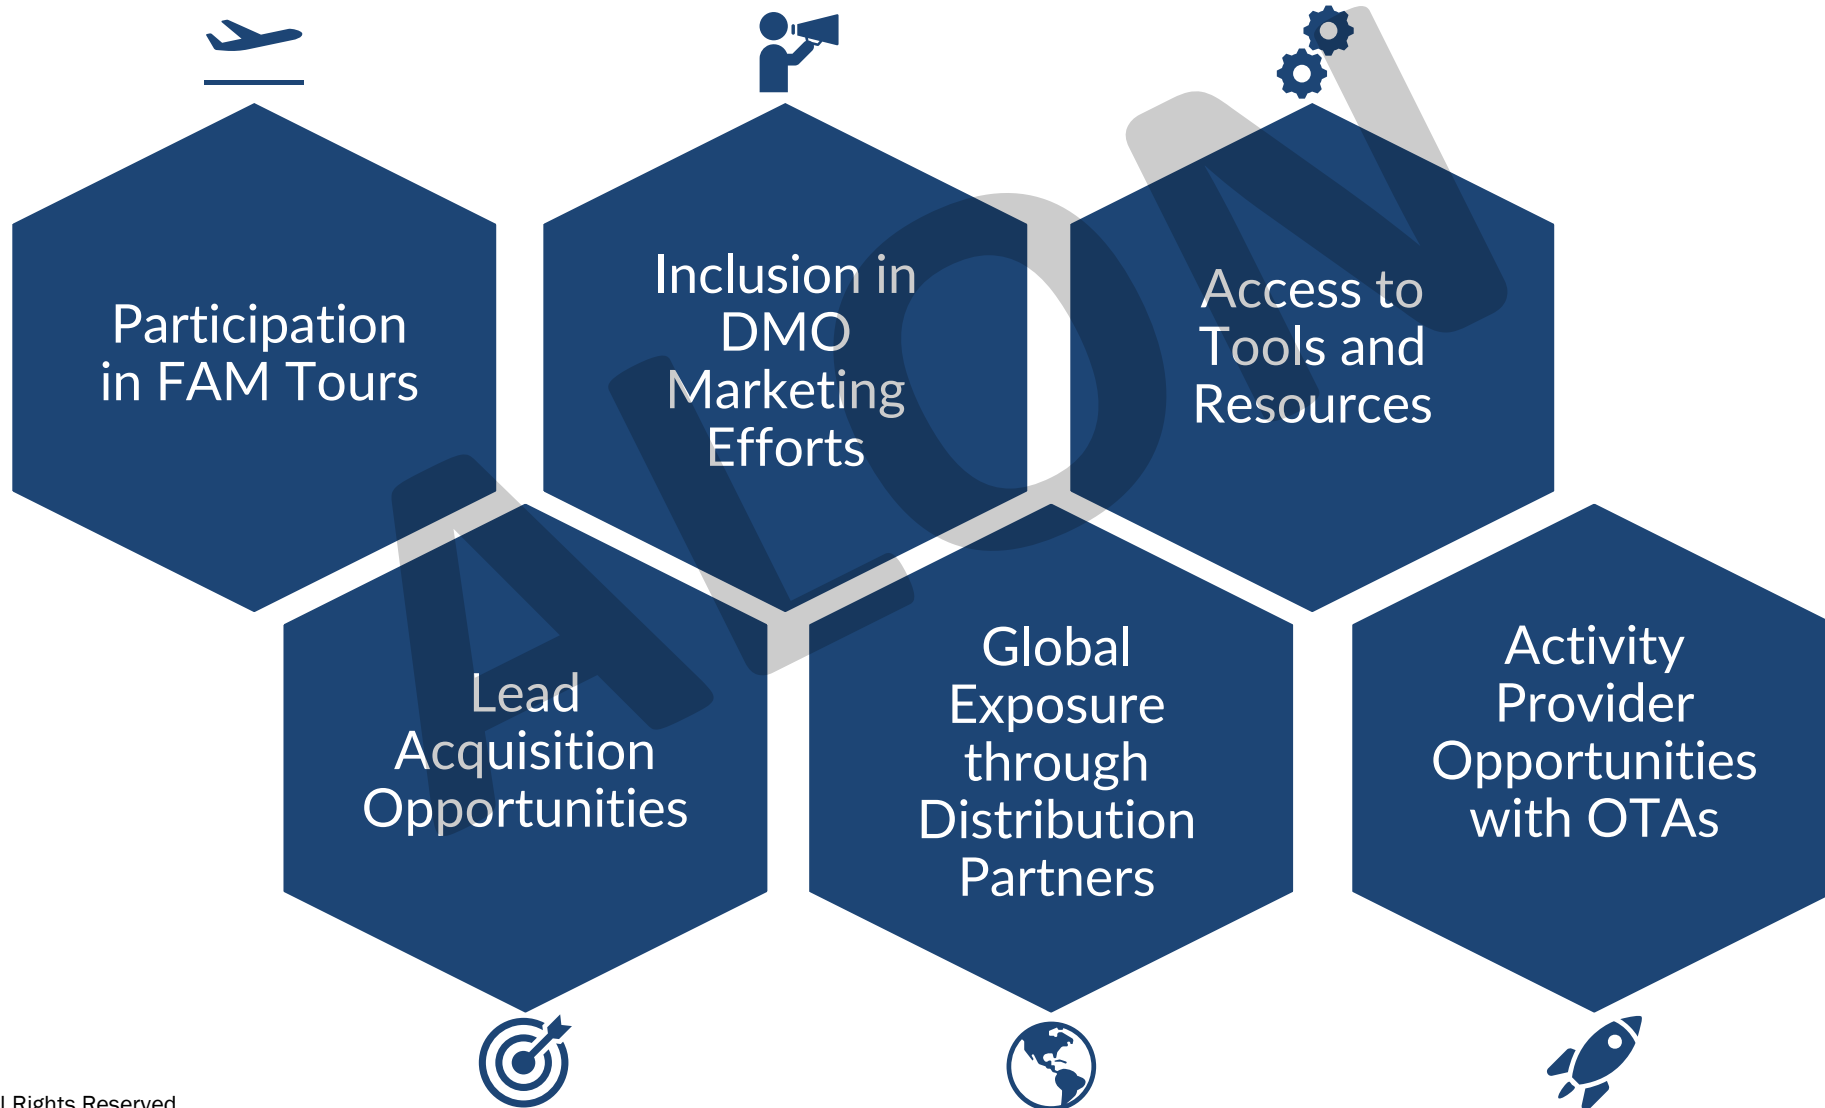 Participation
in FAM Tours
Inclusion in
DMO
Marketing
Efforts
Access to
Tools and
Resources
Lead
Acquisition
Opportunities
Global
Exposure
through
Distribution
Partners
Activity
Provider
Opportunities
with OTAs
ALON
l Rights Reserved